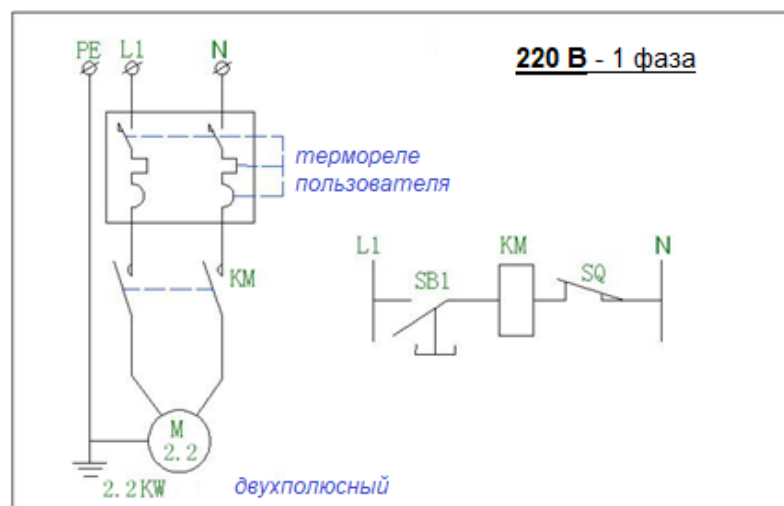 PE L1 N
220 В - 1 фаза
термореле
пользователя
KM
L1 SB1 KM SQ N
M
2.2
2.2KW
двухполюсный